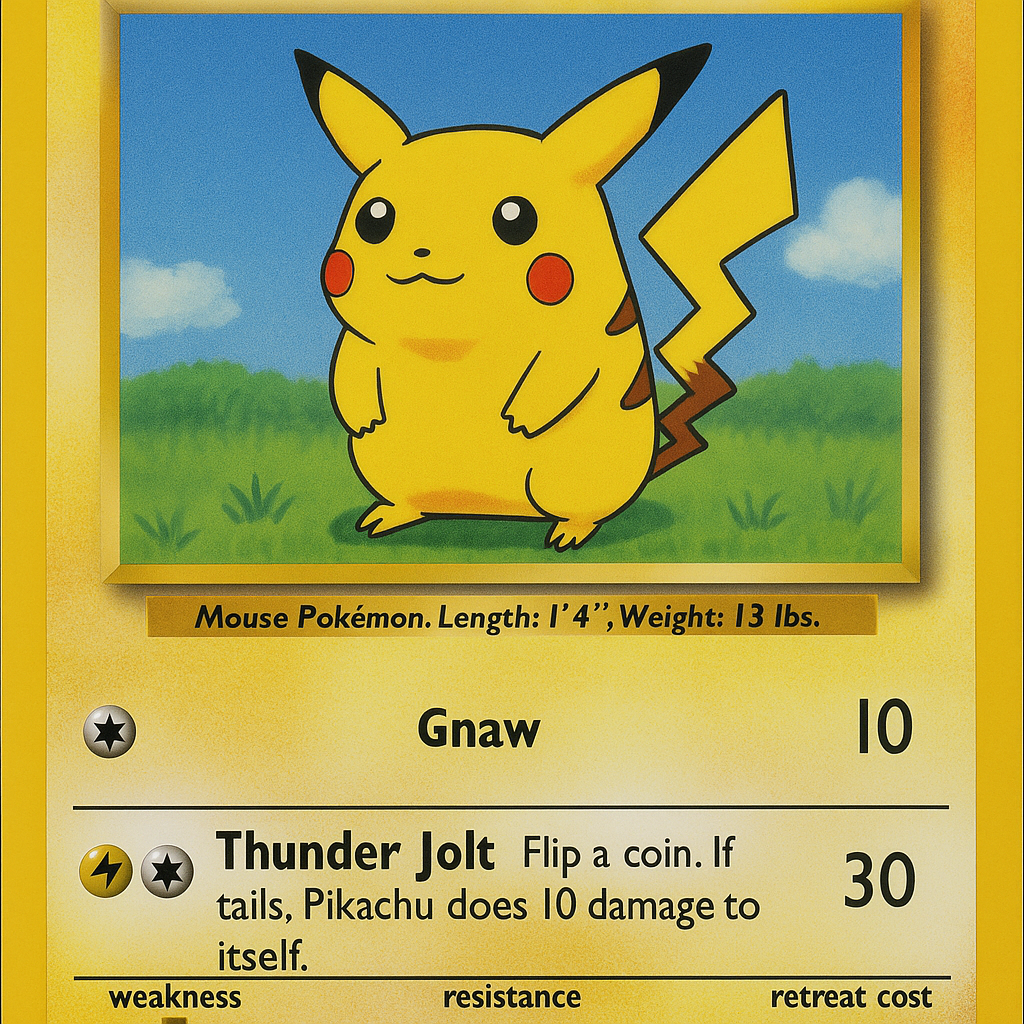 Mouse Pokémon. Length: 1' 4'', Weight: 13 lbs.
Gnaw 10
Thunder Jolt Flip a coin. If
tails, Pikachu does 10 damage to
itself.
30
weakness resistance retreat cost